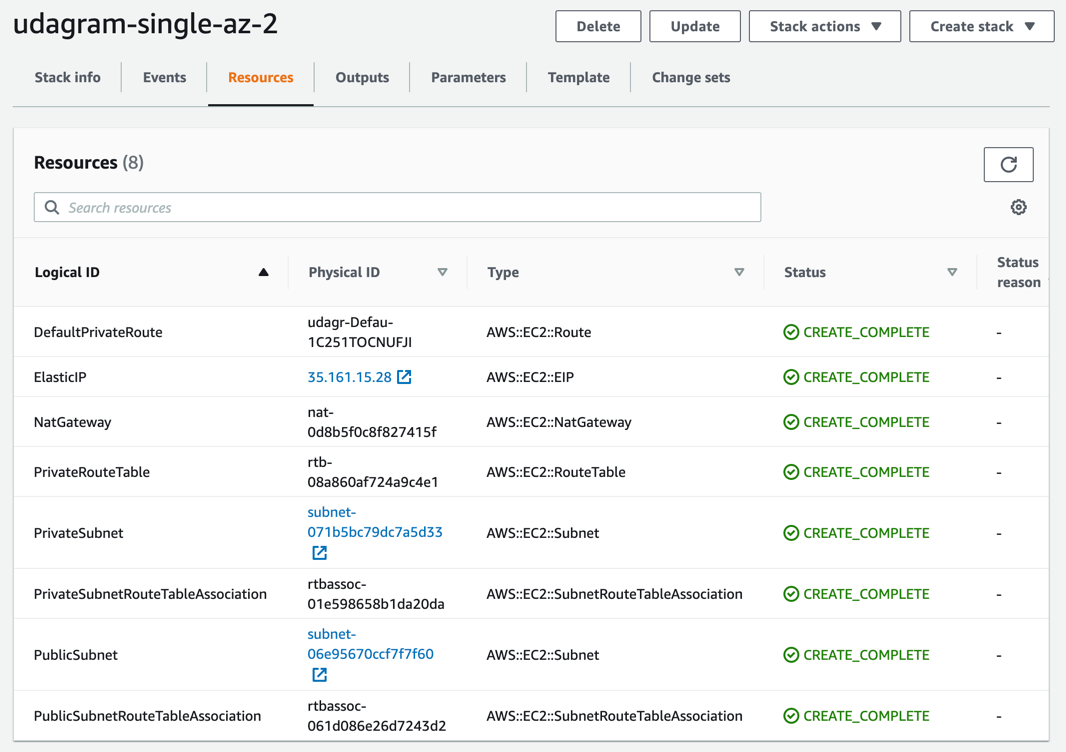 udagram-single-az-2
Delete
Update
Stack actions
Create stack
Stack info
Events
Resources
Outputs
Parameters
Template
Change sets
Resources (8)
Search resources
Logical ID
Physical ID
Type
Status
Status
reason
DefaultPrivateRoute
udagr-Defau-
1C251TOCNUFJI
AWS::EC2::Route
CREATE_COMPLETE
-
ElasticIP
35.161.15.28
AWS::EC2::EIP
CREATE_COMPLETE
-
NatGateway
nat-
0d8b5f0c8f827415f
AWS::EC2::NatGateway
CREATE_COMPLETE
-
PrivateRouteTable
rtb-
08a860af724a9c4e1
AWS::EC2::RouteTable
CREATE_COMPLETE
-
PrivateSubnet
subnet-
071b5bc79dc7a5d33
AWS::EC2::Subnet
CREATE_COMPLETE
-
PrivateSubnetRouteTableAssociation
rtbassoc-
01e598658b1da20da
AWS::EC2::SubnetRouteTableAssociation
CREATE_COMPLETE
-
PublicSubnet
subnet-
06e95670ccf7f7f60
AWS::EC2::Subnet
CREATE_COMPLETE
-
PublicSubnetRouteTableAssociation
rtbassoc-
061d086e26d7243d2
AWS::EC2::SubnetRouteTableAssociation
CREATE_COMPLETE
-